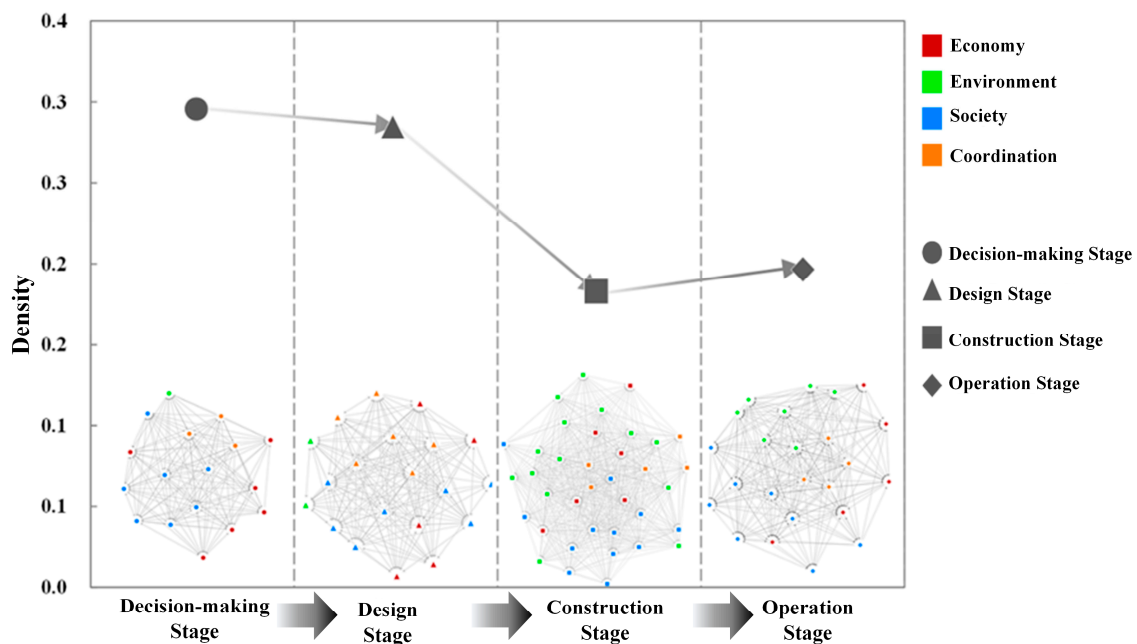 0.4
0.3
0.3
0.2
0.2
0.1
0.1
0.0
Density
Economy
Environment
Society
Coordination
Decision-making Stage
Design Stage
Construction Stage
Operation Stage
Decision-making
Stage
Design
Stage
Construction
Stage
Operation
Stage